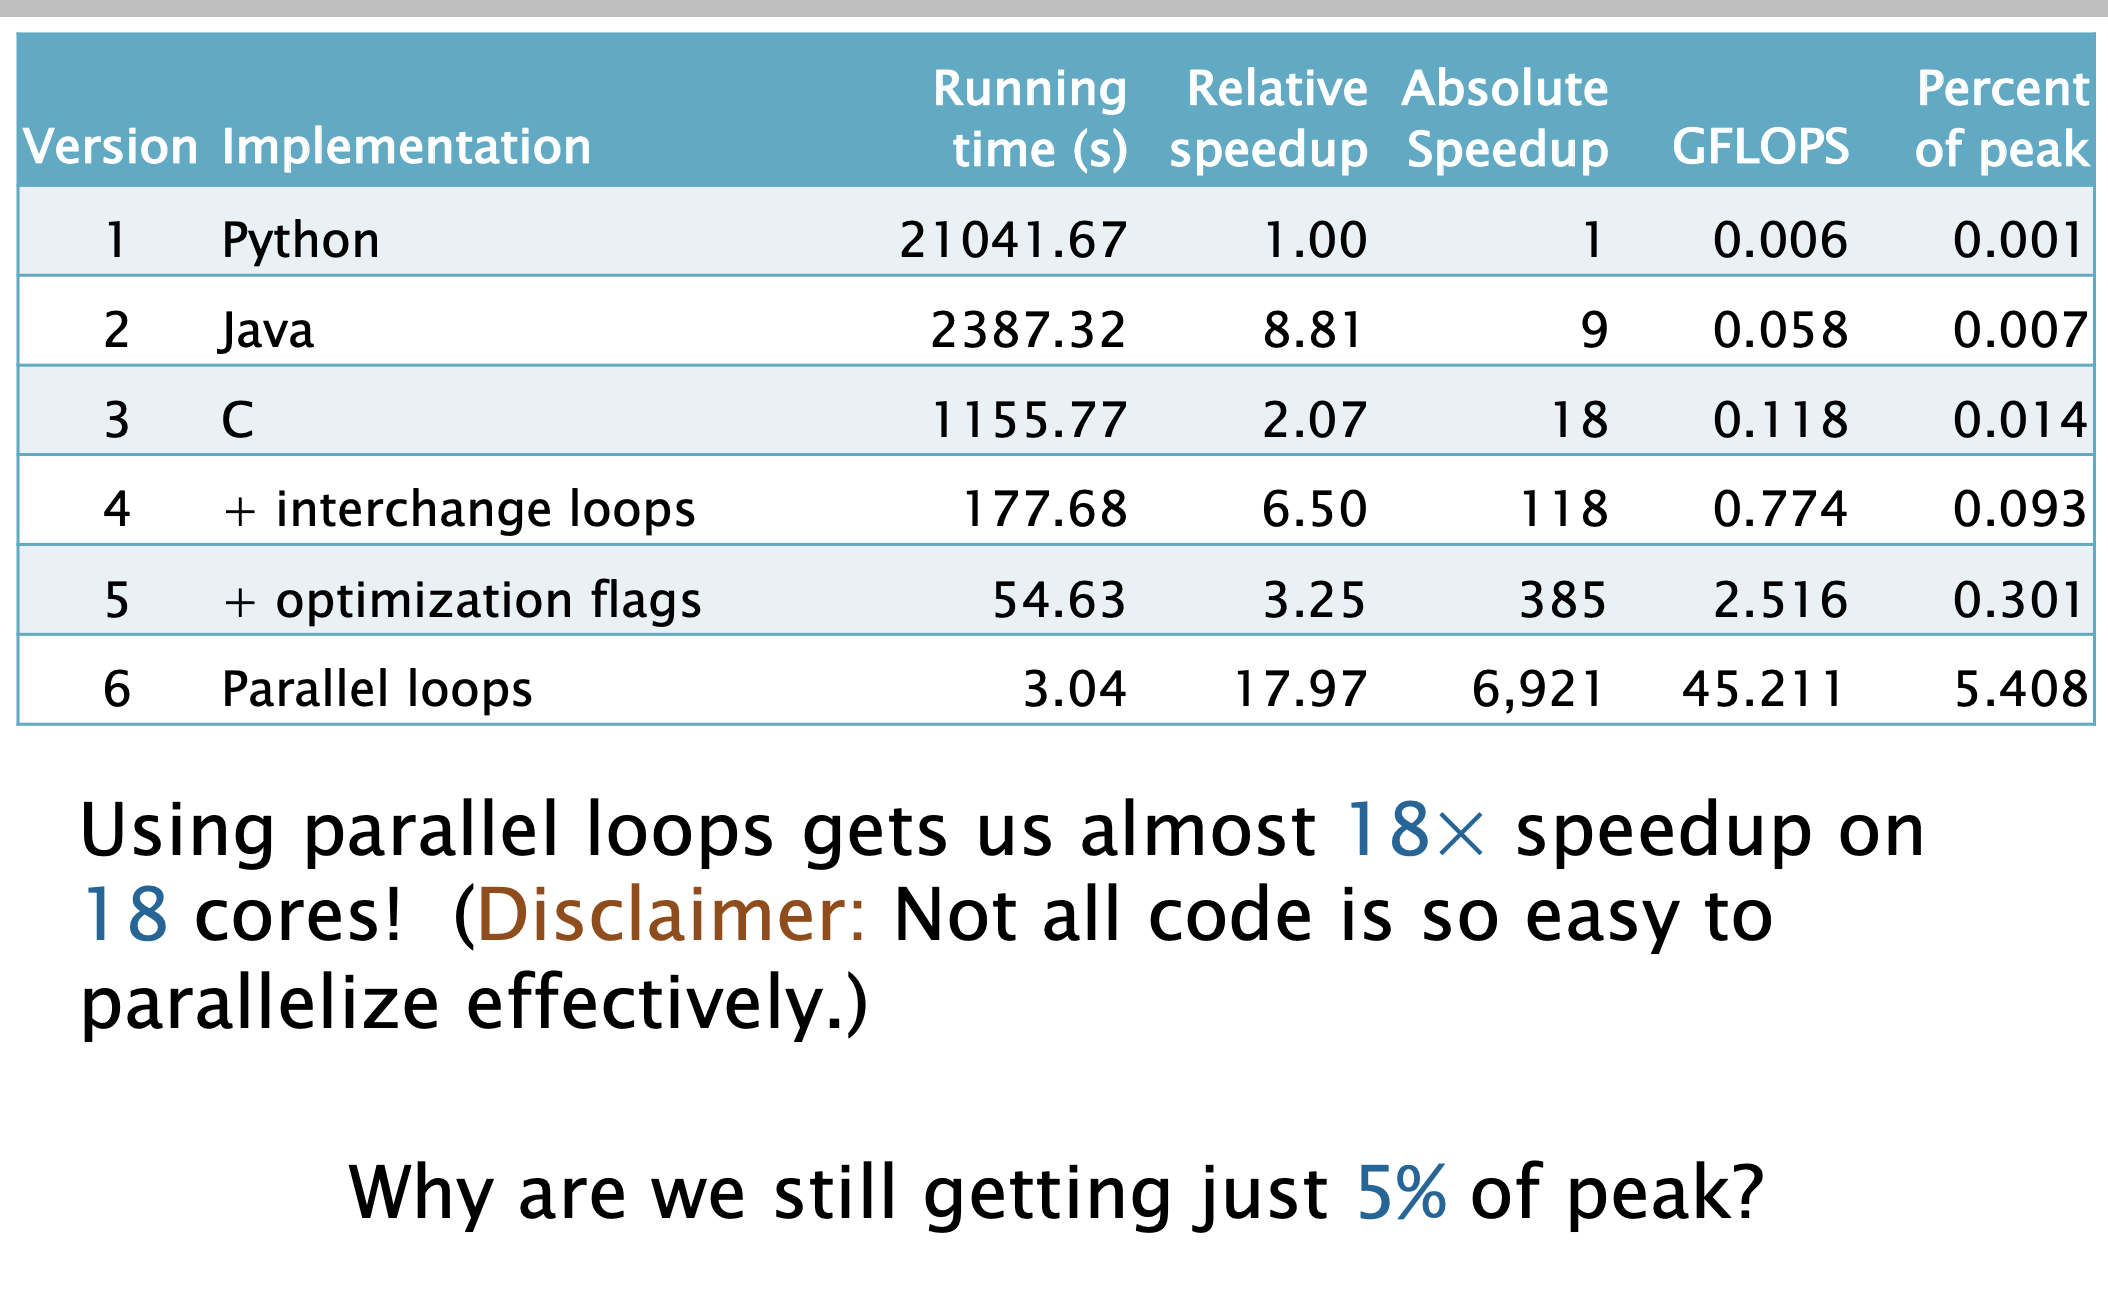 Version Implementation Running time (s) Relative speedup Absolute Speedup GFLOPS Percent of peak
1 Python 21041.67 1.00 1 0.006 0.001
2 Java 2387.32 8.81 9 0.058 0.007
3 C 1155.77 2.07 18 0.118 0.014
4 + interchange loops 177.68 6.50 118 0.774 0.093
5 + optimization flags 54.63 3.25 385 2.516 0.301
6 Parallel loops 3.04 17.97 6,921 45.211 5.408
Using parallel loops gets us almost 18× speedup on
18 cores! (Disclaimer: Not all code is so easy to
parallelize effectively.)
Why are we still getting just 5% of peak?